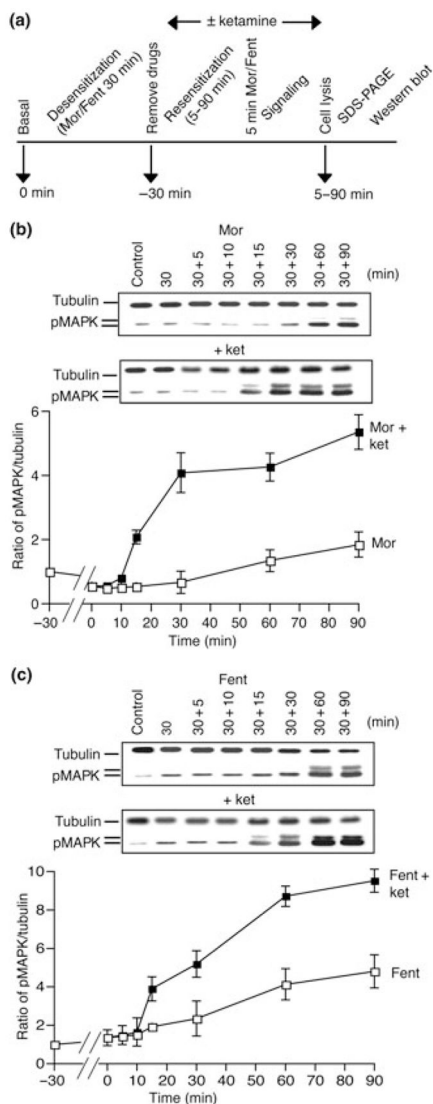 (a)
± ketamine
Basal
Desensitization
(Mor/Fent 30 min)
Remove drugs
Resensitization
(5–90 min)
5 min Mor/Fent
Signaling
Cell lysis
SDS-PAGE
Western blot
0 min
–30 min
5–90 min
(b)
Mor
Control
30
30 + 5
30 + 10
30 + 15
30 + 30
30 + 60
30 + 90
(min)
Tubulin
pMAPK
+ ket
Tubulin
pMAPK
Ratio of pMAPK/tubulin
6
4
2
0
Mor +
ket
Mor
–30 0 10 20 30 40 50 60 70 80 90
Time (min)
(c)
Fent
Control
30
30 + 5
30 + 10
30 + 15
30 + 30
30 + 60
30 + 90
(min)
Tubulin
pMAPK
+ ket
Tubulin
pMAPK
Ratio of pMAPK/tubulin
10
8
6
4
2
0
Fent +
ket
Fent
–30 0 10 20 30 40 50 60 70 80 90
Time (min)